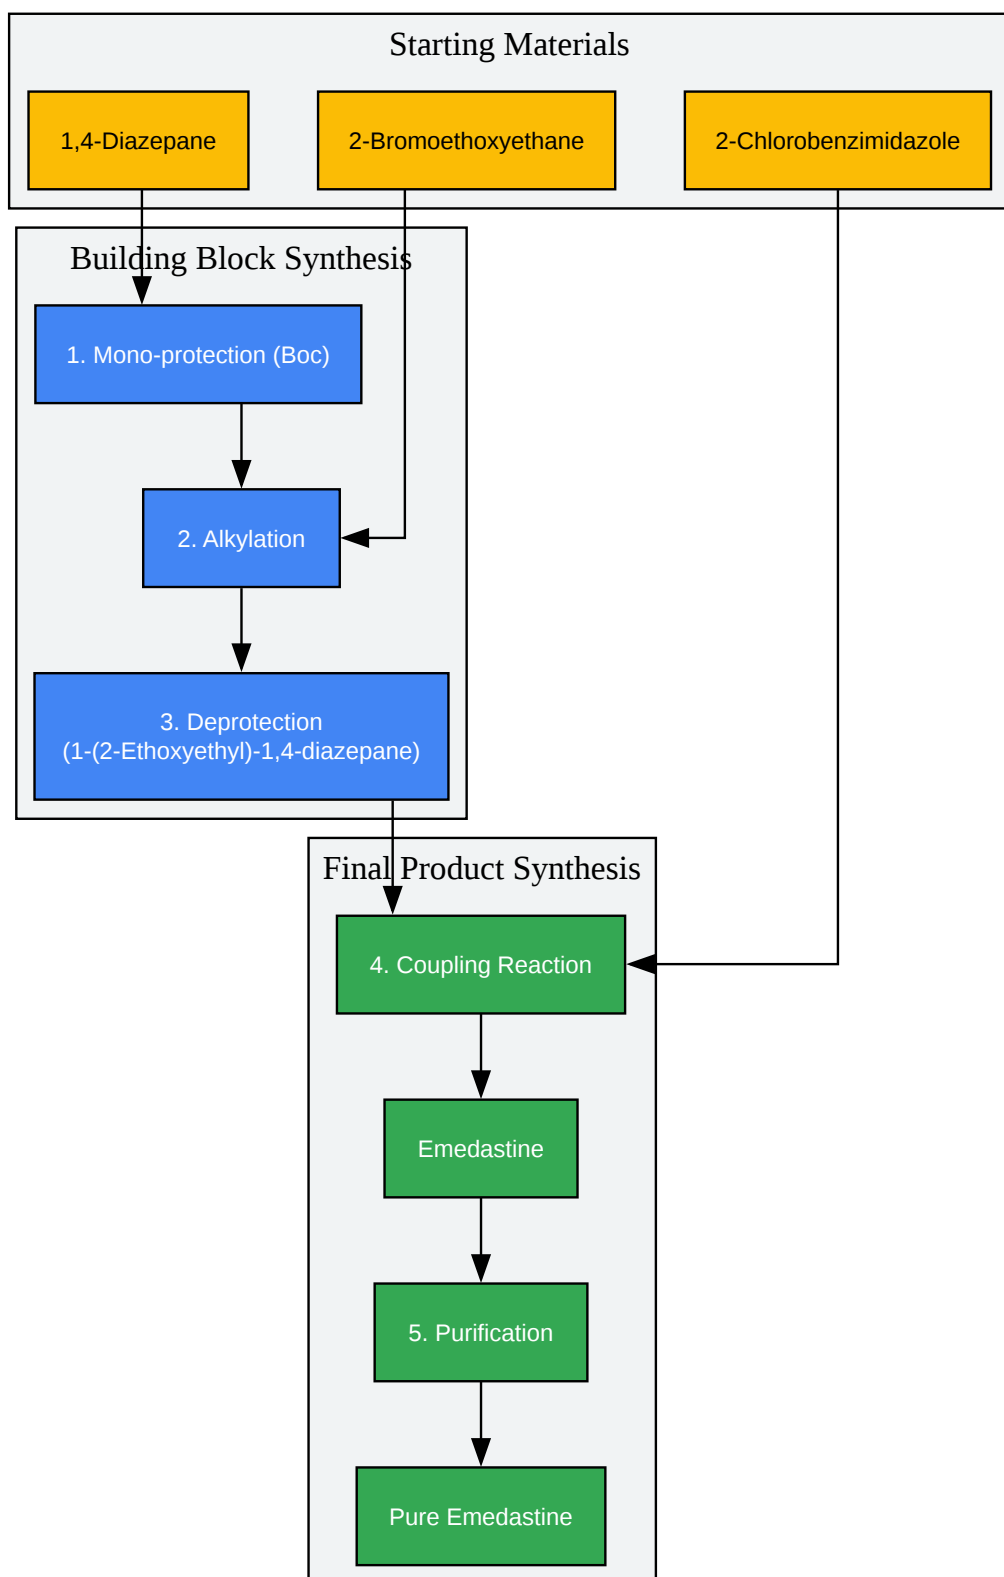 Starting Materials
1,4-Diazepane
2-Bromoethoxyethane
2-Chlorobenzimidazole
Building Block Synthesis
1. Mono-protection (Boc)
2. Alkylation
3. Deprotection
(1-(2-Ethoxyethyl)-1,4-diazepane)
Final Product Synthesis
4. Coupling Reaction
Emedastine
5. Purification
Pure Emedastine